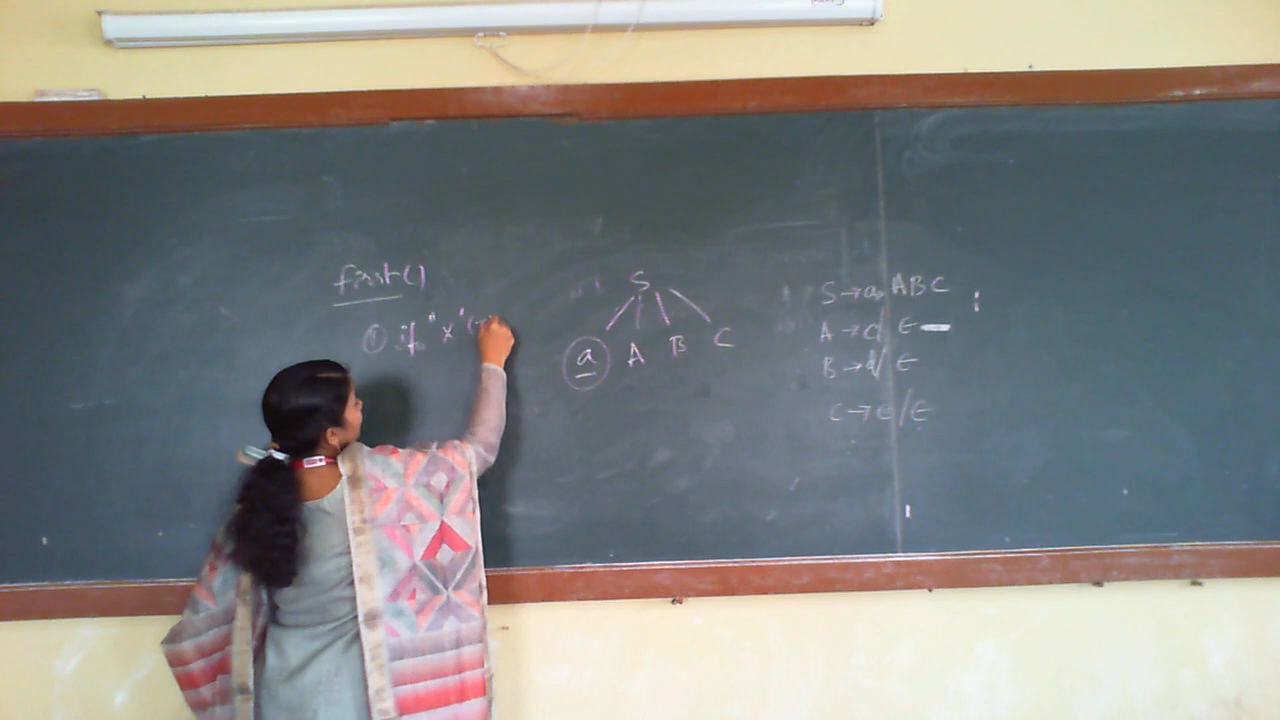 first()
① if "x"
S
a A B C
S → a ABC
A → c/ ∈
B → d/ ∈
C → e/∈